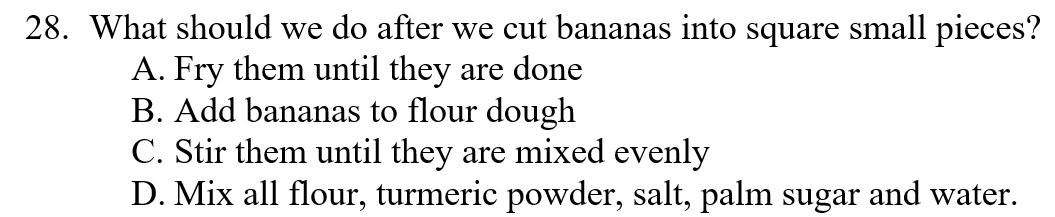 28. What should we do after we cut bananas into square small pieces?
A. Fry them until they are done
B. Add bananas to flour dough
C. Stir them until they are mixed evenly
D. Mix all flour, turmeric powder, salt, palm sugar and water.